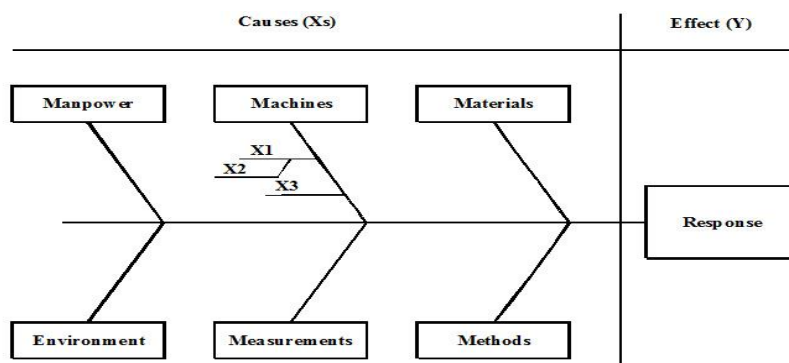 Causes (Xs)
Effect (Y)
Manpower
Machines
Materials
X1
X2
X3
Response
Environment
Measurements
Methods